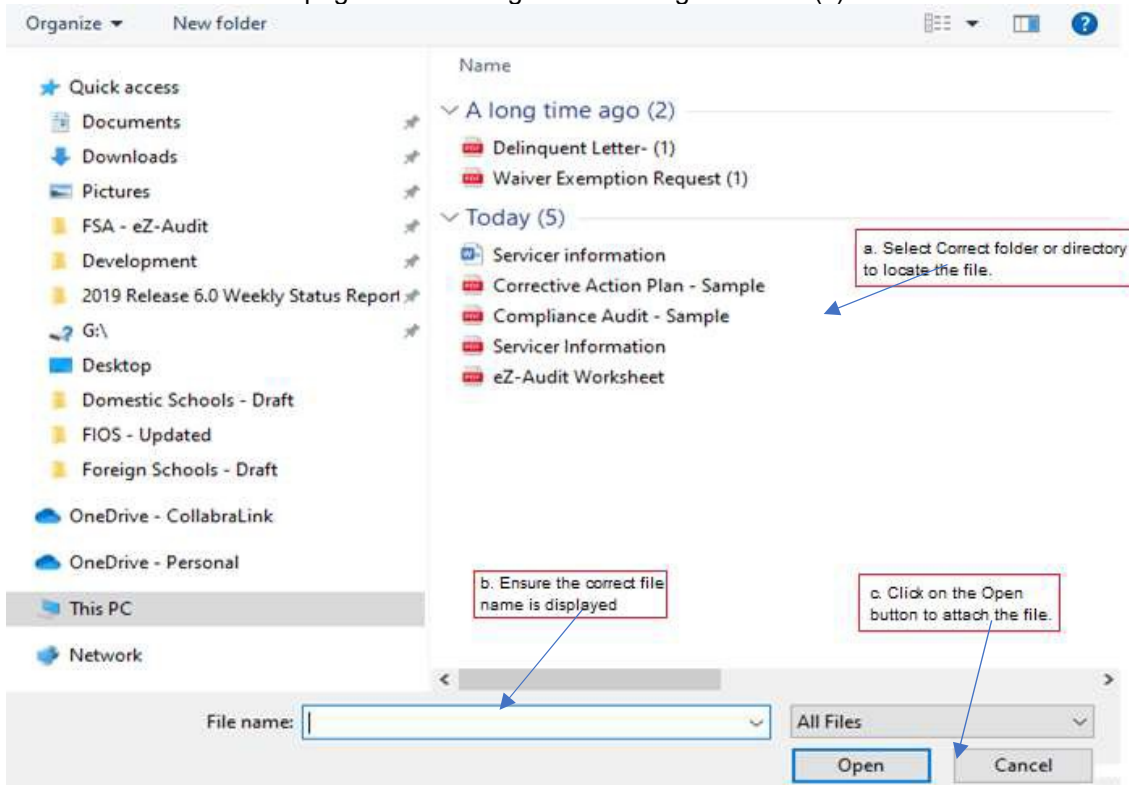 Organize New folder
Quick access
Documents
Downloads
Pictures
FSA - eZ-Audit
Development
2019 Release 6.0 Weekly Status Report
G:\
Desktop
Domestic Schools - Draft
FIOS - Updated
Foreign Schools - Draft
OneDrive - CollabraLink
OneDrive - Personal
This PC
Network
Name
A long time ago (2)
Delinquent Letter- (1)
Waiver Exemption Request (1)
Today (5)
Servicer information
Corrective Action Plan - Sample
Compliance Audit - Sample
Servicer Information
eZ-Audit Worksheet
a. Select Correct folder or directory
to locate the file.
b. Ensure the correct file
name is displayed
c. Click on the Open
button to attach the file.
File name:
All Files
Open Cancel